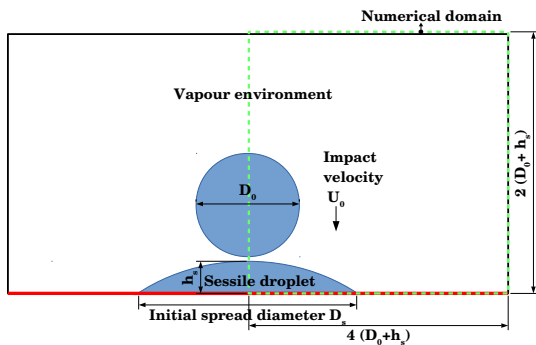 Numerical domain
Vapour environment
Impact
velocity
U₀
D₀
2 (D₀+ hₛ)
hₛ
Sessile droplet
Initial spread diameter Dₛ
4 (D₀+hₛ)